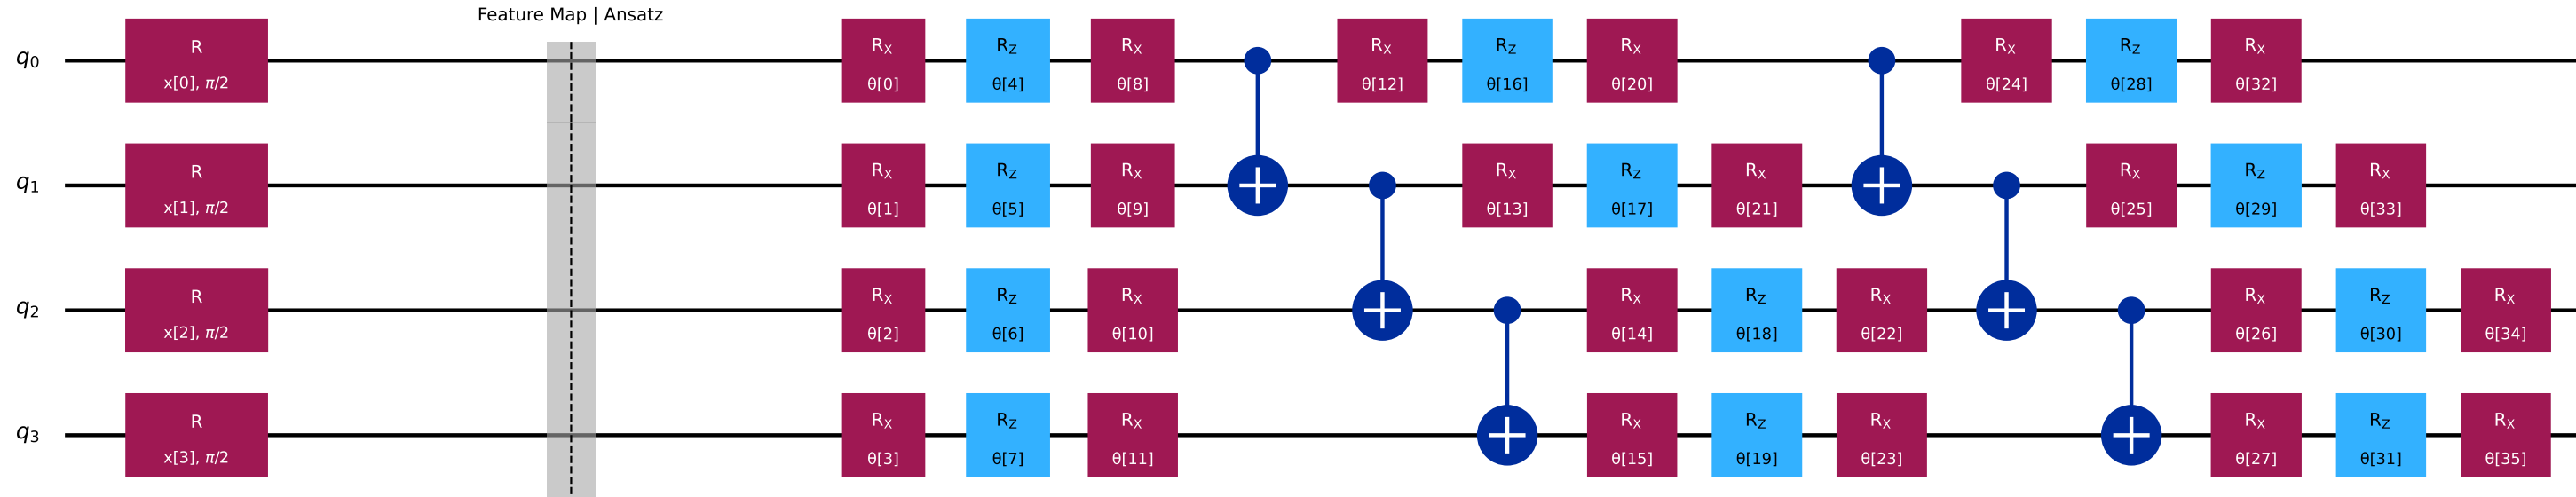 Feature Map | Ansatz
q0 R RX RZ RX RX RZ RX RX RZ RX
x[0], π/2 θ[0] θ[4] θ[8] θ[12] θ[16] θ[20] θ[24] θ[28] θ[32]
q1 R RX RZ RX RX RZ RX RX RZ RX
x[1], π/2 θ[1] θ[5] θ[9] θ[13] θ[17] θ[21] θ[25] θ[29] θ[33]
q2 R RX RZ RX RX RZ RX RX RZ RX
x[2], π/2 θ[2] θ[6] θ[10] θ[14] θ[18] θ[22] θ[26] θ[30] θ[34]
q3 R RX RZ RX RX RZ RX RX RZ RX
x[3], π/2 θ[3] θ[7] θ[11] θ[15] θ[19] θ[23] θ[27] θ[31] θ[35]